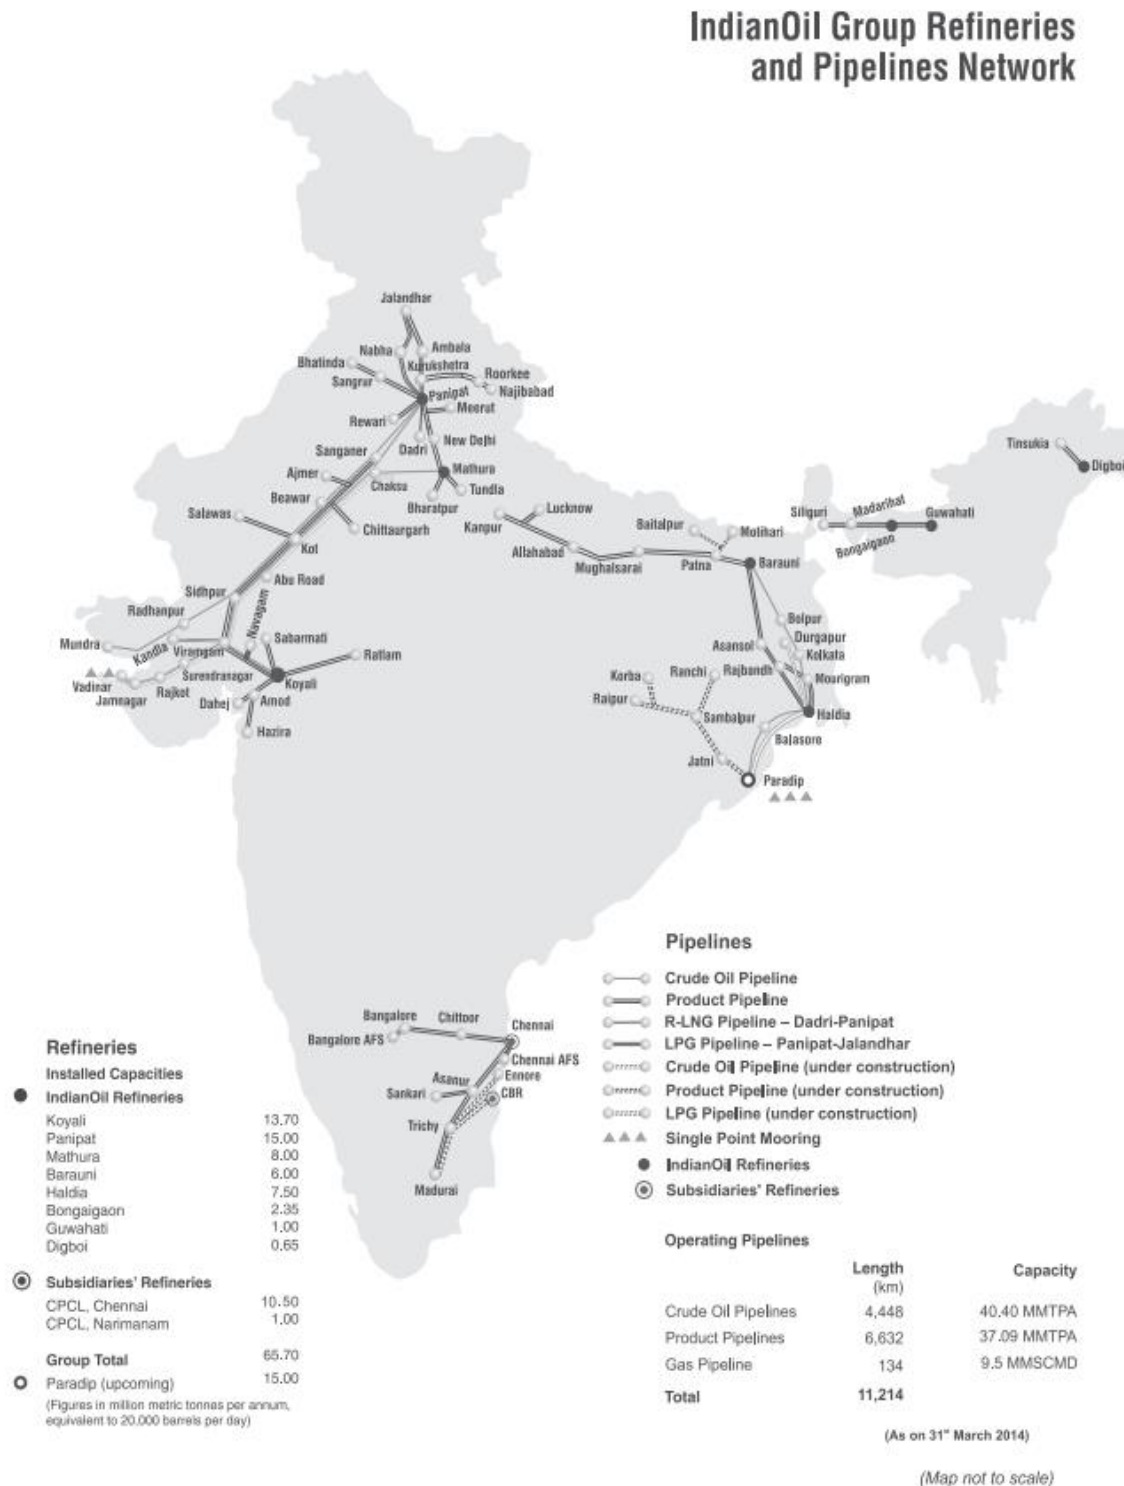 IndianOil Group Refineries
and Pipelines Network
Jalandhar
Nabha
Ambala
Bhatinda
Kurukshetra
Roorkee
Sangrur
Najibabad
Panipat
Meerut
Rewari
New Delhi
Sanganer
Dadri
Mathura
Ajmer
Chaksu
Tundla
Beawar
Bharatpur
Salawas
Chittaurgarh
Kot
Abu Road
Sidhpur
Radhanpur
Navagam
Sabarmati
Mundra
Kandla
Viramgam
Ratlam
Surendranagar
Koyali
Vadinar
Jamnagar
Rajkot
Dahej
Amod
Hazira
Lucknow
Kanpur
Allahabad
Mughalsarai
Baitalpur
Motihari
Patna
Barauni
Tinsukia
Digboi
Siliguri
Madarihat
Guwahati
Bongaigaon
Bolpur
Durgapur
Asansol
Kolkata
Korba
Ranchi
Rajbandh
Mourigram
Raipur
Sambalpur
Haldia
Balasore
Jatni
Paradip
Bangalore
Chittoor
Chennai
Bangalore AFS
Chennai AFS
Asanur
Ennore
Sankari
CBR
Trichy
Madurai
Pipelines
Crude Oil Pipeline
Product Pipeline
R-LNG Pipeline – Dadri-Panipat
LPG Pipeline – Panipat-Jalandhar
Crude Oil Pipeline (under construction)
Product Pipeline (under construction)
LPG Pipeline (under construction)
Single Point Mooring
IndianOil Refineries
Subsidiaries' Refineries
Refineries
Installed Capacities
IndianOil Refineries
Koyali 13.70
Panipat 15.00
Mathura 8.00
Barauni 6.00
Haldia 7.50
Bongaigaon 2.35
Guwahati 1.00
Digboi 0.65
Subsidiaries' Refineries
CPCL, Chennai 10.50
CPCL, Narimanam 1.00
Group Total 65.70
Paradip (upcoming) 15.00
(Figures in million metric tonnes per annum,
equivalent to 20,000 barrels per day)
Operating Pipelines
Length Capacity
(km)
Crude Oil Pipelines 4,448 40.40 MMTPA
Product Pipelines 6,632 37.09 MMTPA
Gas Pipeline 134 9.5 MMSCMD
Total 11,214
(As on 31st March 2014)
(Map not to scale)